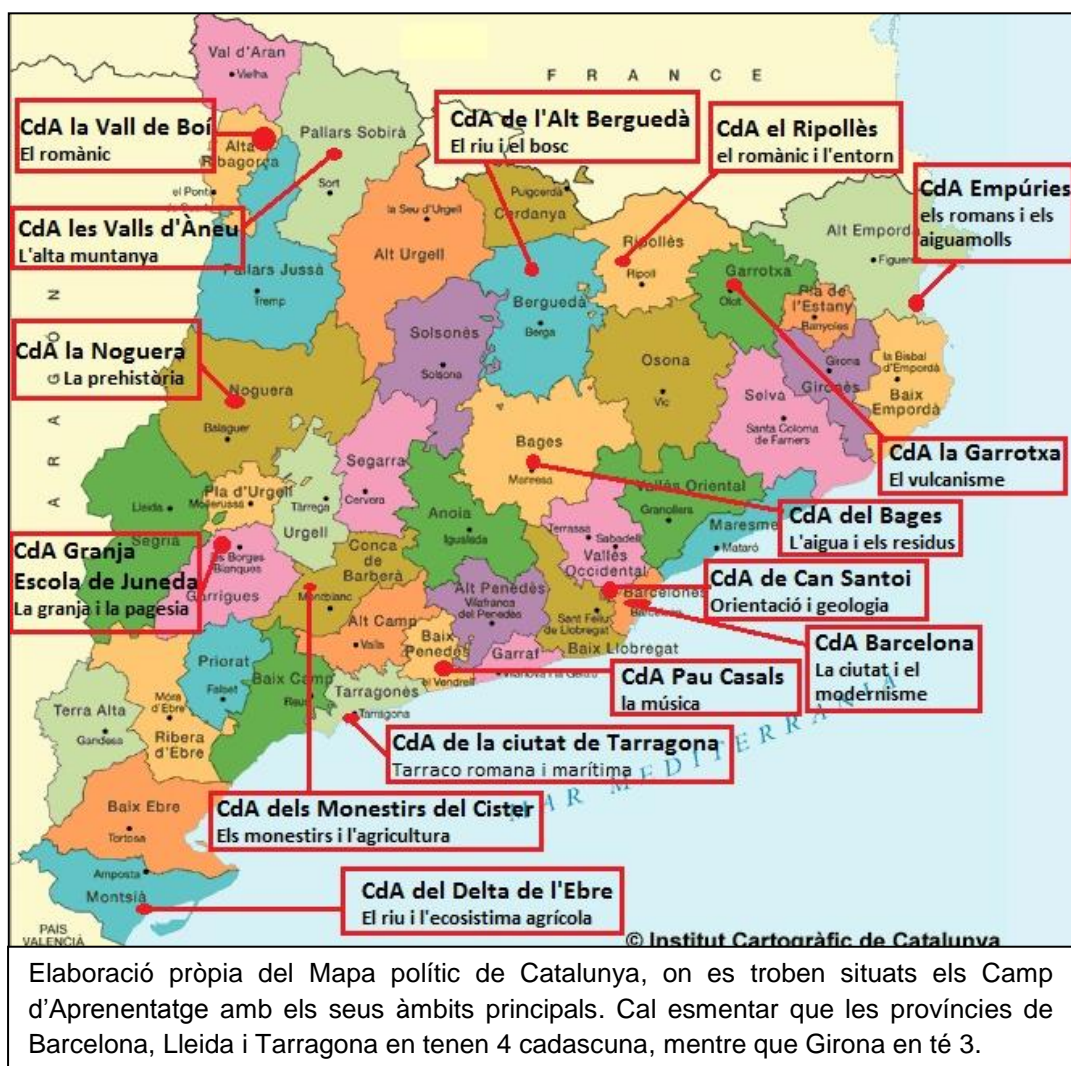 Val d'Aran
Vielha
F R A N C E
CdA la Vall de Boí
El romànic
Alta
Ribagorça
Pallars Sobirà
Sort
CdA de l'Alt Berguedà
El riu i el bosc
CdA el Ripollès
el romànic i l'entorn
CdA Empúries
els romans i els
aiguamolls
el Pont
CdA les Valls d'Àneu
L'alta muntanya
la Seu d'Urgell
Alt Urgell
Puigcerdà
Cerdanya
Ripollès
Ripoll
Garrotxa
Olot
Alt Empordà
Pallars Jussà
Tremp
Berguedà
Berga
Pla de
l'Estany
Banyoles
Solsonès
Solsona
Osona
Vic
Girona
Gironès
la Bisbal
d'Empordà
Baix
Empordà
CdA la Noguera
La prehistòria
Noguera
Balaguer
Selva
Santa Coloma
de Farners
A R A G Ó N
Bages
Manresa
Segarra
Cervera
CdA la Garrotxa
El vulcanisme
Pla d'Urgell
Mollerussa
Tàrrega
Urgell
Lleida
Segrià
Anoia
Igualada
Vallès Oriental
Granollers
Maresme
Mataró
CdA del Bages
L'aigua i els residus
Terrassa
Sabadell
Vallès
Occidental
CdA Granja
Escola de Juneda
La granja i la pagesia
les Borges
Blanques
Garrigues
Conca
de
Barberà
Montblanc
Alt Penedès
Vilafranca
del Penedès
Sant Feliu
de Llobregat
Barcelonès
Barcelona
CdA de Can Santoi
Orientació i geologia
Alt Camp
Valls
Baix
Penedès
el Vendrell
Garraf
Vilanova i la Geltrú
Baix Llobregat
CdA Barcelona
La ciutat i el
modernisme
CdA Pau Casals
la música
Priorat
Falset
Baix Camp
Reus
Tarragonès
Tarragona
Terra Alta
Gandesa
Móra
d'Ebre
Ribera
d'Ebre
CdA de la ciutat de Tarragona
Tarraco romana i marítima
MAR MEDITERRÀNIA
CdA dels Monestirs del Cister
Els monestirs i l'agricultura
Baix Ebre
Tortosa
Amposta
Montsià
CdA del Delta de l'Ebre
El riu i l'ecosistima agrícola
PAÍS
VALENCIÀ
© Institut Cartogràfic de Catalunya
Elaboració pròpia del Mapa polític de Catalunya, on es troben situats els Camp
d'Aprenentatge amb els seus àmbits principals. Cal esmentar que les províncies de
Barcelona, Lleida i Tarragona en tenen 4 cadascuna, mentre que Girona en té 3.